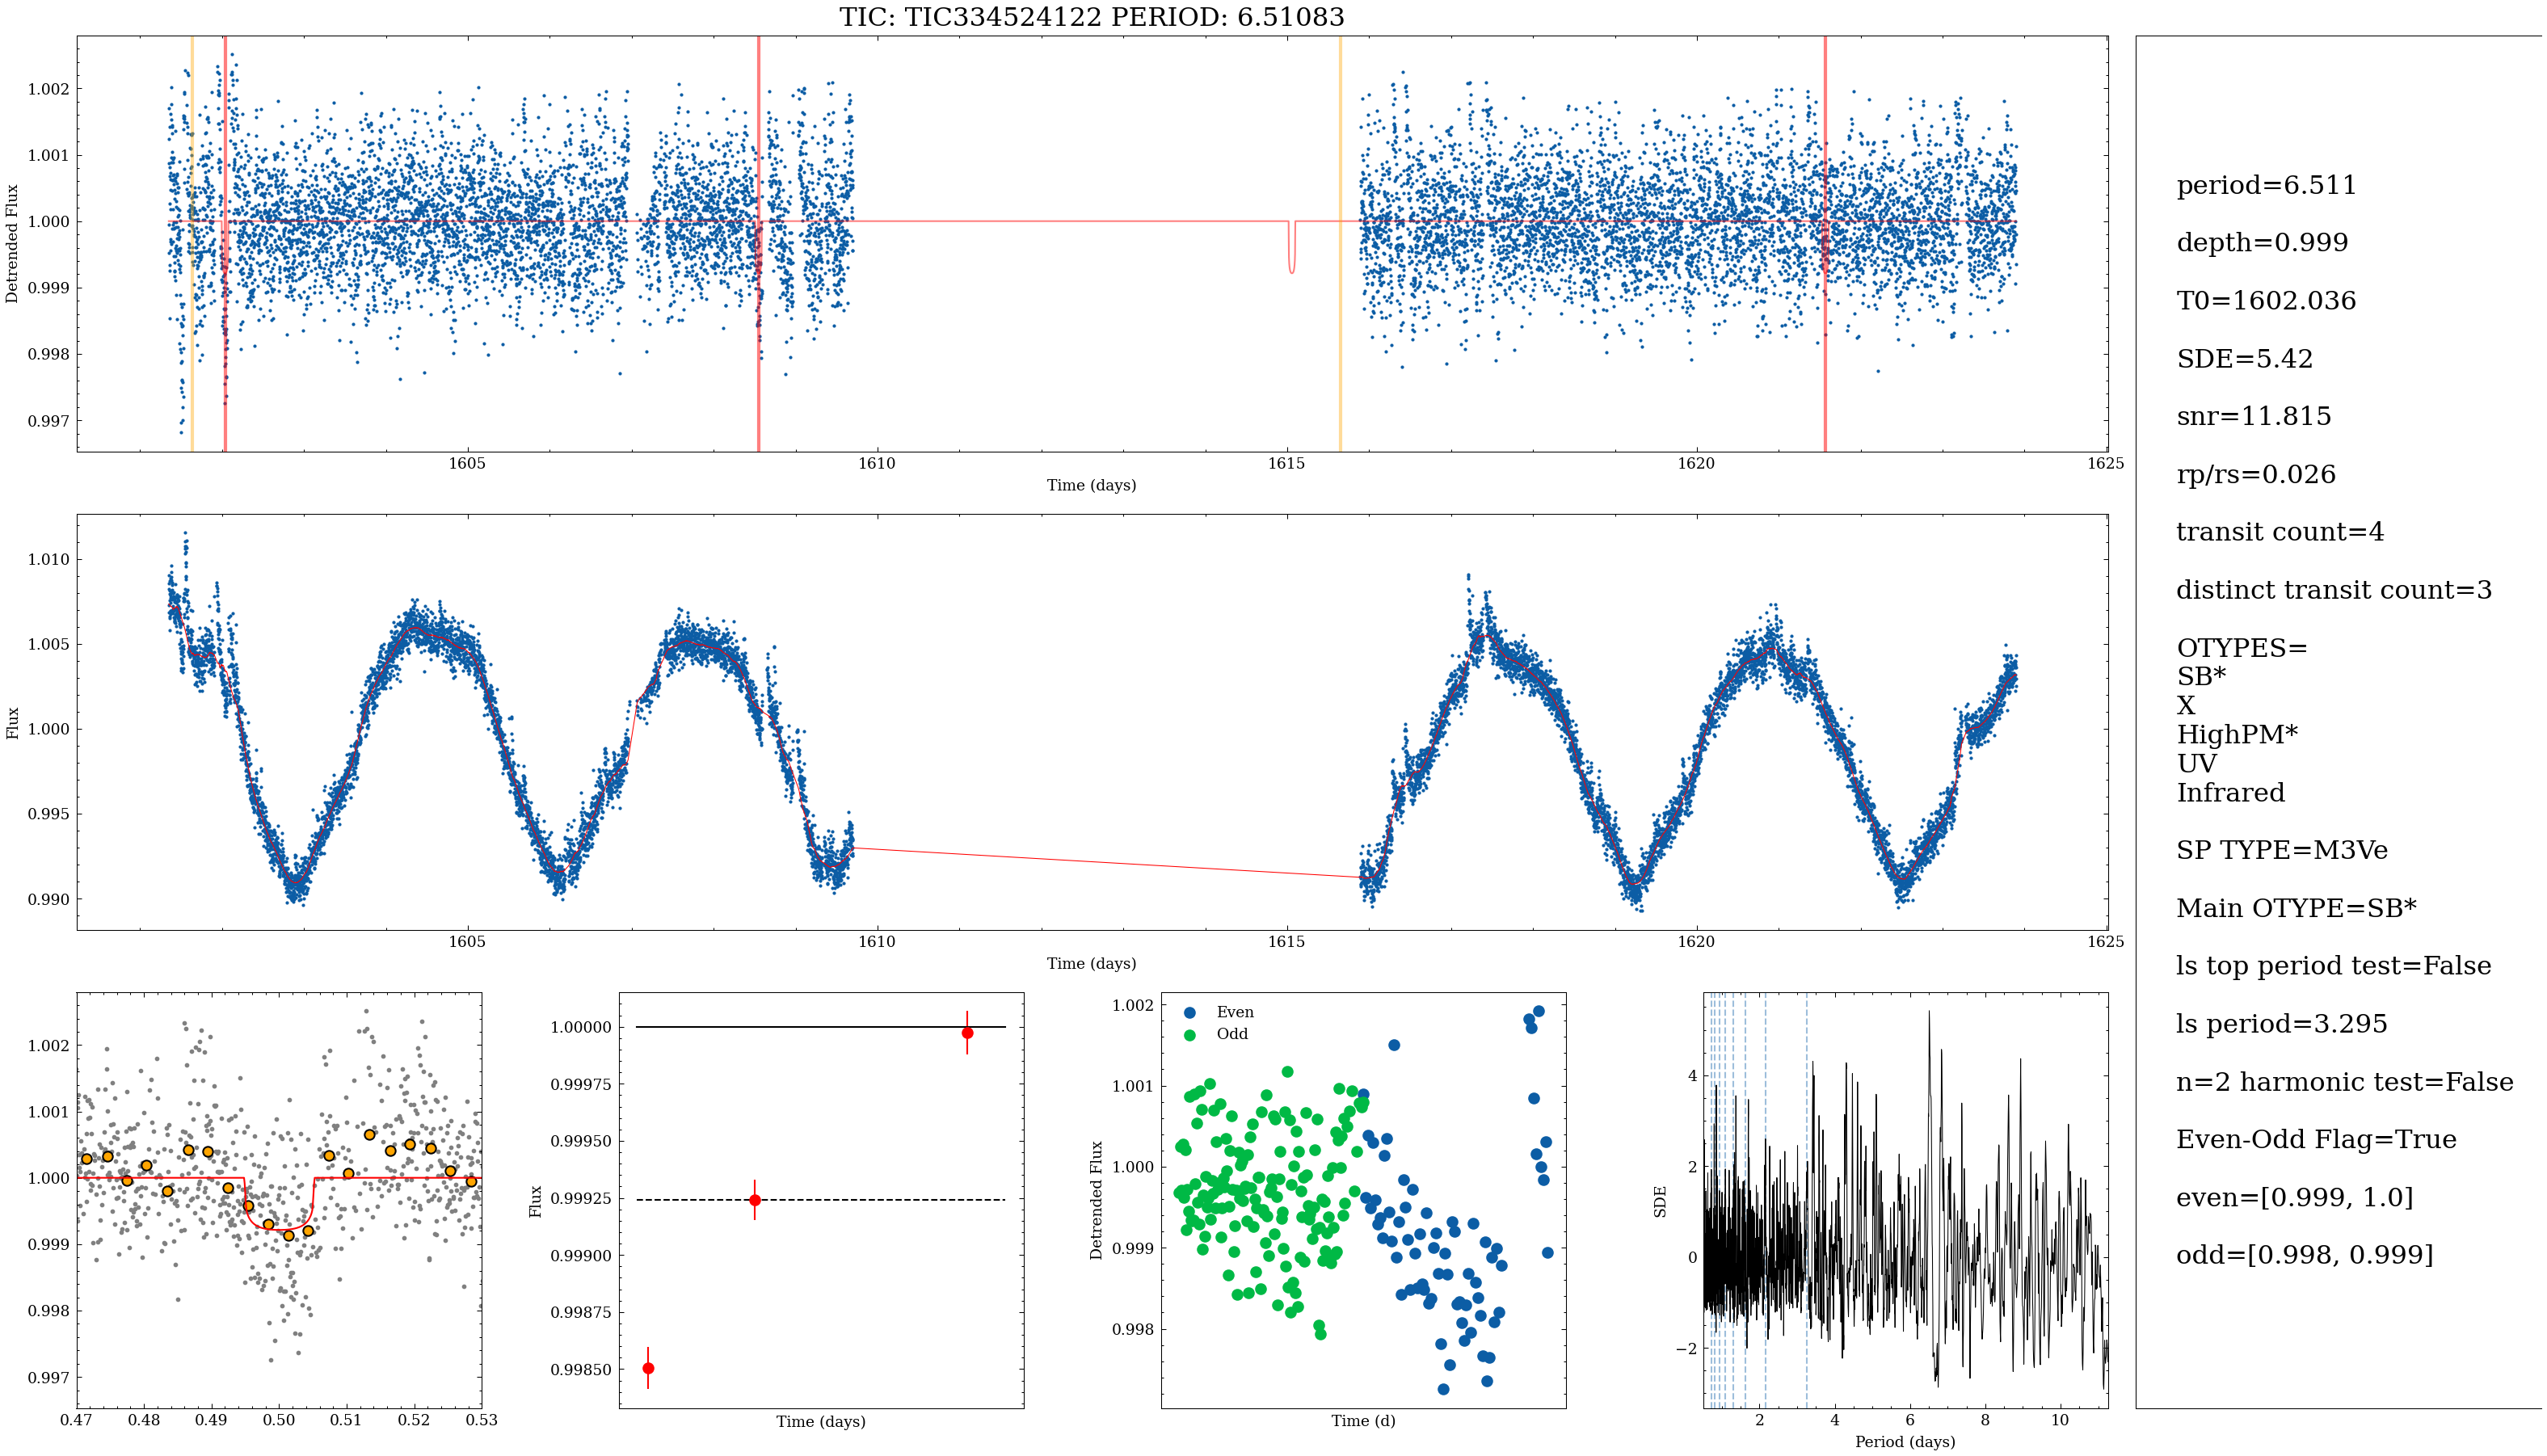 TIC: TIC334524122 PERIOD: 6.51083
1.002
1.001
1.000
0.999
0.998
0.997
Detrended Flux
1605
1610
1615
1620
1625
Time (days)
1.010
1.005
1.000
0.995
0.990
Flux
1605
1610
1615
1620
1625
Time (days)
1.002
1.001
1.000
0.999
0.998
0.997
0.47
0.48
0.49
0.50
0.51
0.52
0.53
1.00000
0.99975
0.99950
0.99925
0.99900
0.99875
0.99850
Flux
Time (days)
1.002
1.001
1.000
0.999
0.998
Detrended Flux
Even
Odd
Time (d)
4
2
0
−2
SDE
2
4
6
8
10
Period (days)
period=6.511
depth=0.999
T0=1602.036
SDE=5.42
snr=11.815
rp/rs=0.026
transit count=4
distinct transit count=3
OTYPES=
SB*
X
HighPM*
UV
Infrared
SP TYPE=M3Ve
Main OTYPE=SB*
ls top period test=False
ls period=3.295
n=2 harmonic test=False
Even-Odd Flag=True
even=[0.999, 1.0]
odd=[0.998, 0.999]